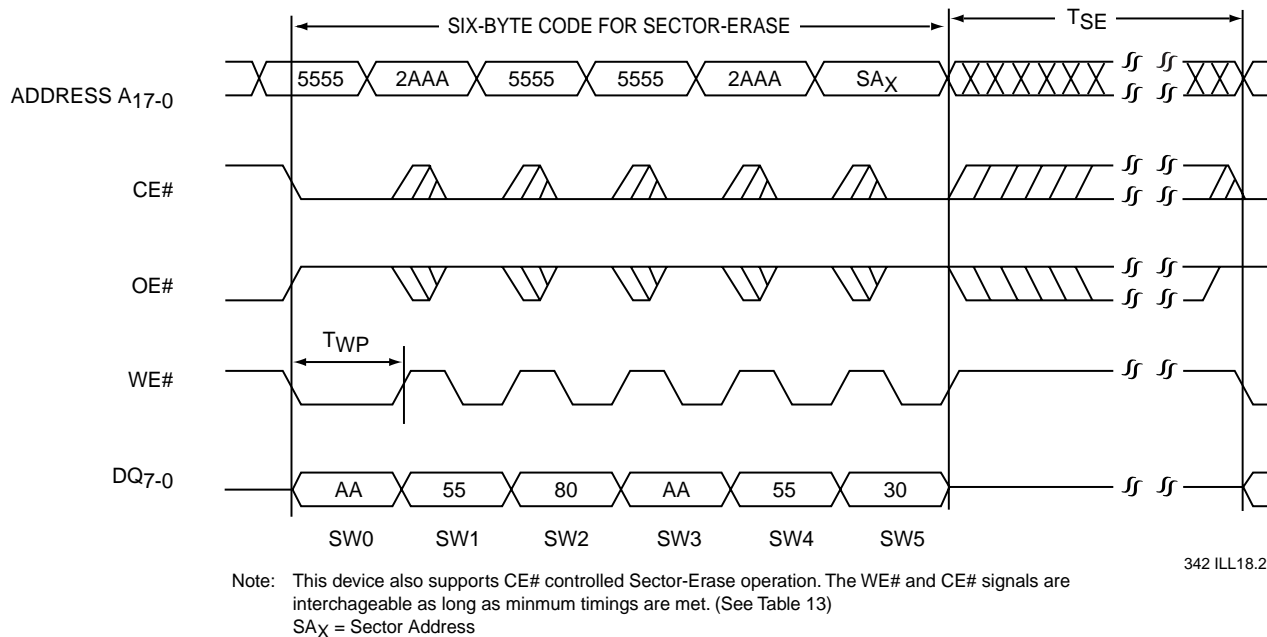 SIX-BYTE CODE FOR SECTOR-ERASE
TSE
ADDRESS A17-0
5555 2AAA 5555 5555 2AAA SAX
CE#
OE#
TWP
WE#
DQ7-0
AA 55 80 AA 55 30
SW0 SW1 SW2 SW3 SW4 SW5
342 ILL18.2
Note: This device also supports CE# controlled Sector-Erase operation. The WE# and CE# signals are
interchageable as long as minmum timings are met. (See Table 13)
SAX = Sector Address